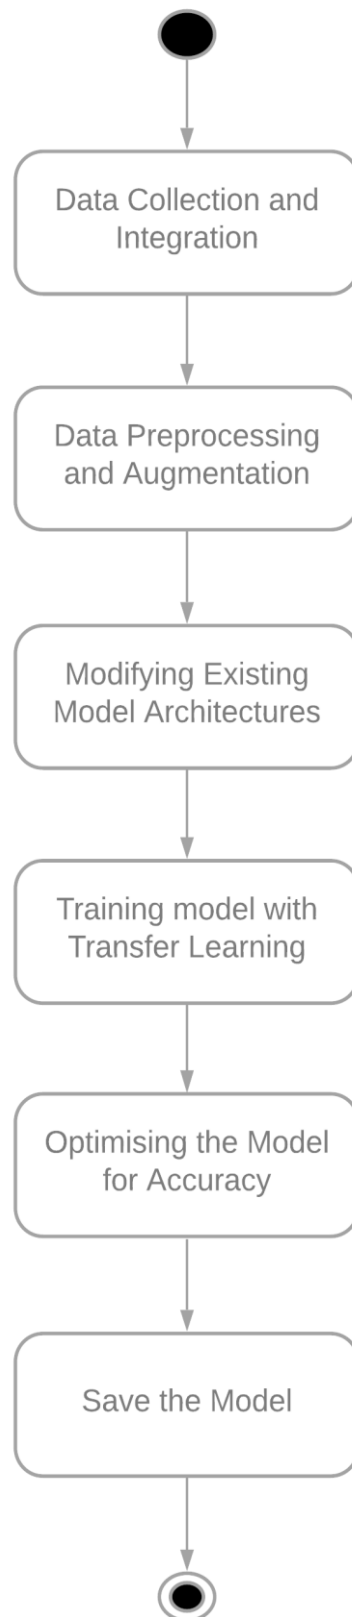 Data Collection and
Integration
Data Preprocessing
and Augmentation
Modifying Existing
Model Architectures
Training model with
Transfer Learning
Optimising the Model
for Accuracy
Save the Model